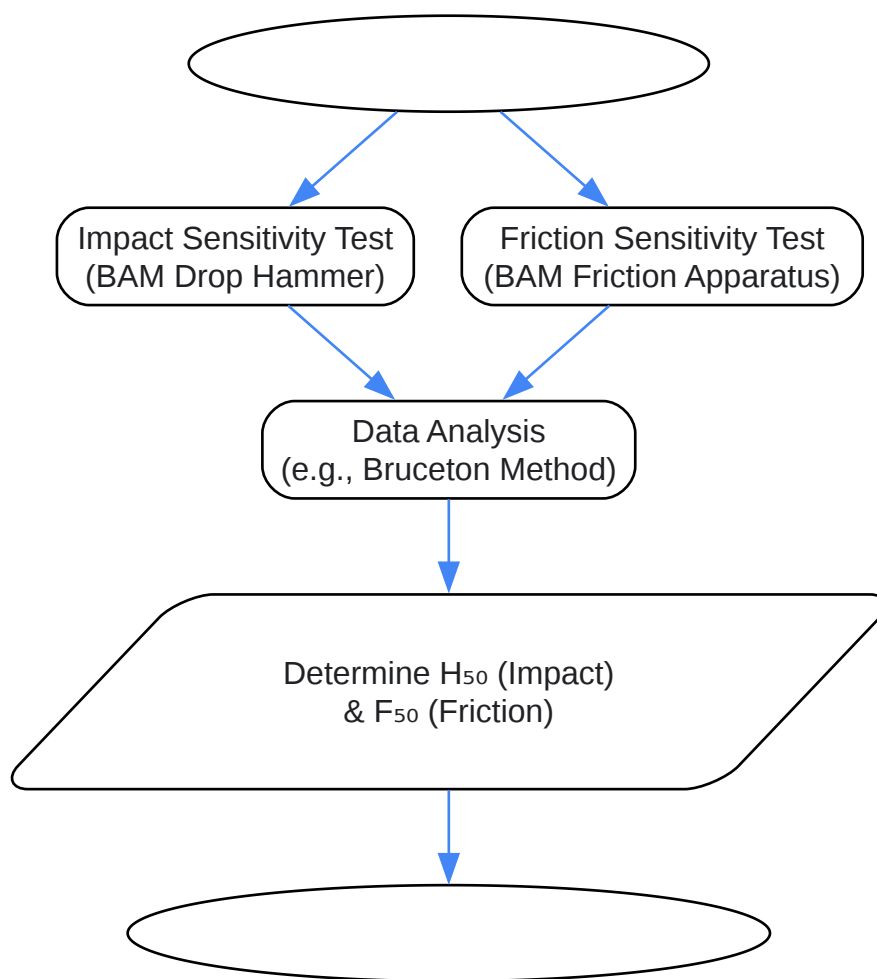 Impact Sensitivity Test
(BAM Drop Hammer)
Friction Sensitivity Test
(BAM Friction Apparatus)
Data Analysis
(e.g., Bruceton Method)
Determine H₅₀ (Impact)
& F₅₀ (Friction)